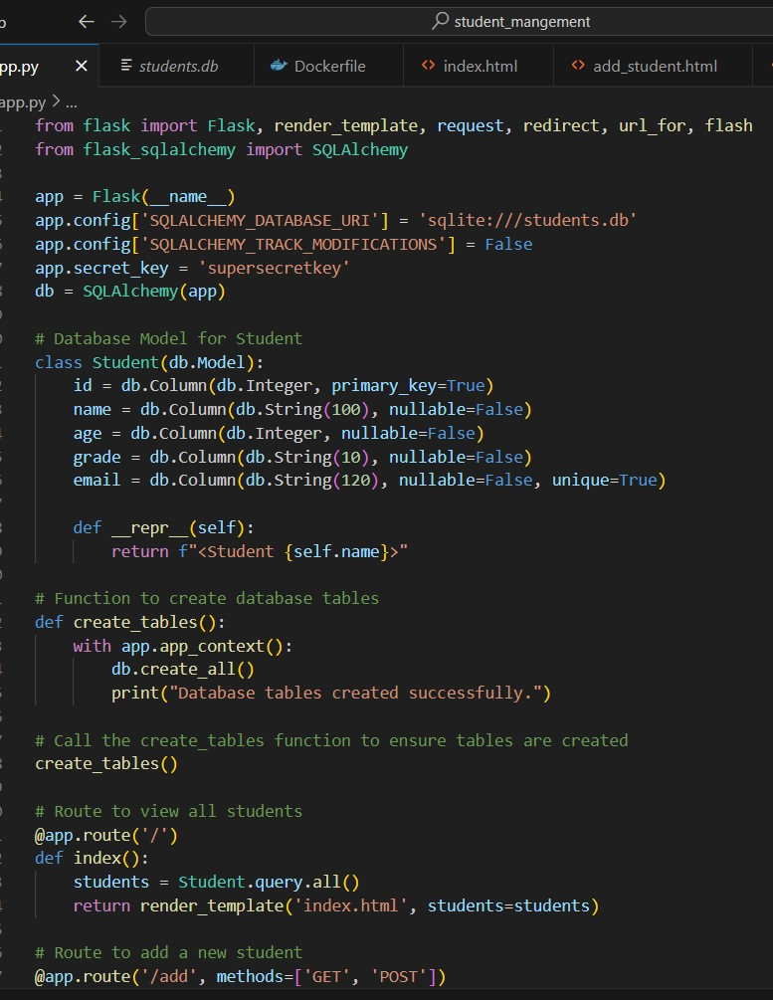 student_mangement
pp.py
students.db
Dockerfile
index.html
add_student.html
app.py > ...
from flask import Flask, render_template, request, redirect, url_for, flash
from flask_sqlalchemy import SQLAlchemy
app = Flask(__name__)
app.config['SQLALCHEMY_DATABASE_URI'] = 'sqlite:///students.db'
app.config['SQLALCHEMY_TRACK_MODIFICATIONS'] = False
app.secret_key = 'supersecretkey'
db = SQLAlchemy(app)
# Database Model for Student
class Student(db.Model):
    id = db.Column(db.Integer, primary_key=True)
    name = db.Column(db.String(100), nullable=False)
    age = db.Column(db.Integer, nullable=False)
    grade = db.Column(db.String(10), nullable=False)
    email = db.Column(db.String(120), nullable=False, unique=True)
    def __repr__(self):
        return f"<Student {self.name}>"
# Function to create database tables
def create_tables():
    with app.app_context():
        db.create_all()
        print("Database tables created successfully.")
# Call the create_tables function to ensure tables are created
create_tables()
# Route to view all students
@app.route('/')
def index():
    students = Student.query.all()
    return render_template('index.html', students=students)
# Route to add a new student
@app.route('/add', methods=['GET', 'POST'])